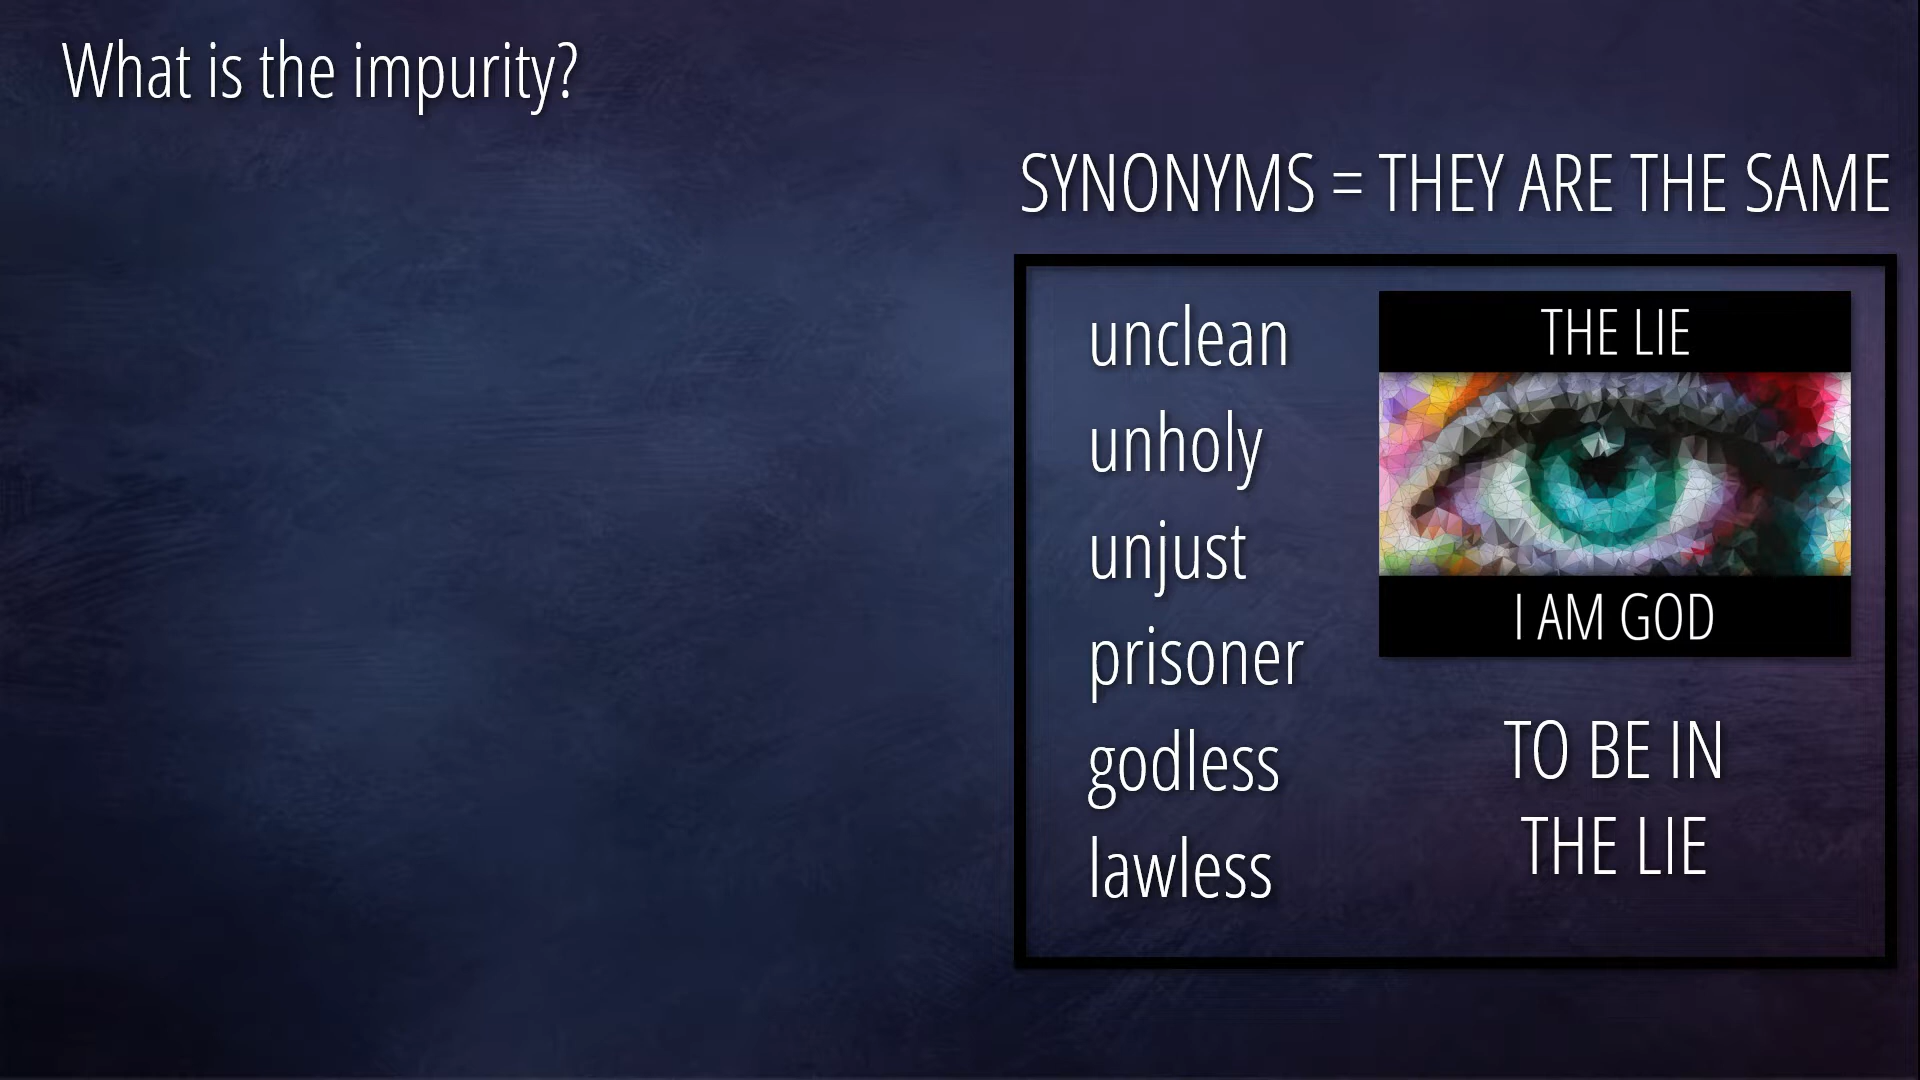 What is the impurity?
SYNONYMS = THEY ARE THE SAME
unclean
unholy
unjust
prisoner
godless
lawless
THE LIE
I AM GOD
TO BE IN
THE LIE